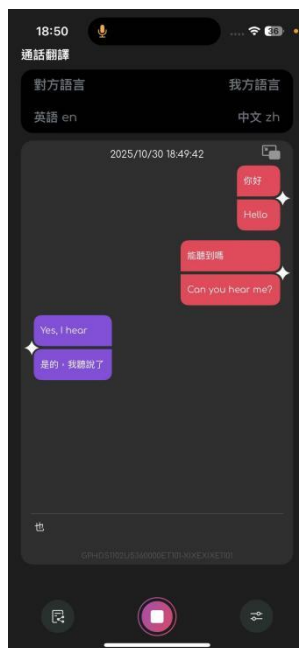 18:50
36
通話翻譯
對方語言 我方語言
英語 en 中文 zh
2025/10/30 18:49:42
你好
Hello
能聽到嗎
Can you hear me?
Yes, I hear
是的,我聽說了
也